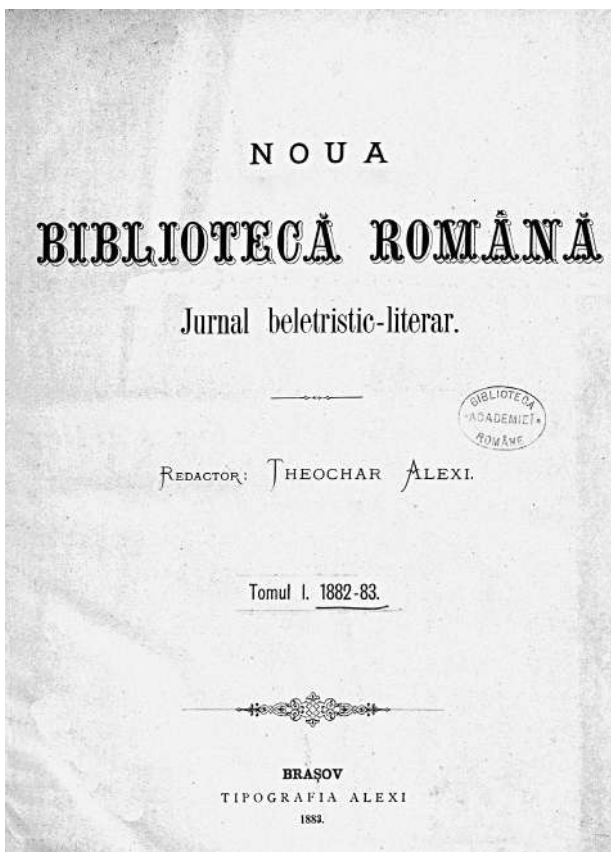 NOUA
BIBLIOTECĂ ROMÂNĂ
Jurnal beletristic-literar.
BIBLIOTECA
ACADEMIEI
ROMÂNE
REDACTOR: THEOCHAR ALEXI.
Tomul I. 1882-83.
BRAȘOV
TIPOGRAFIA ALEXI
1883.